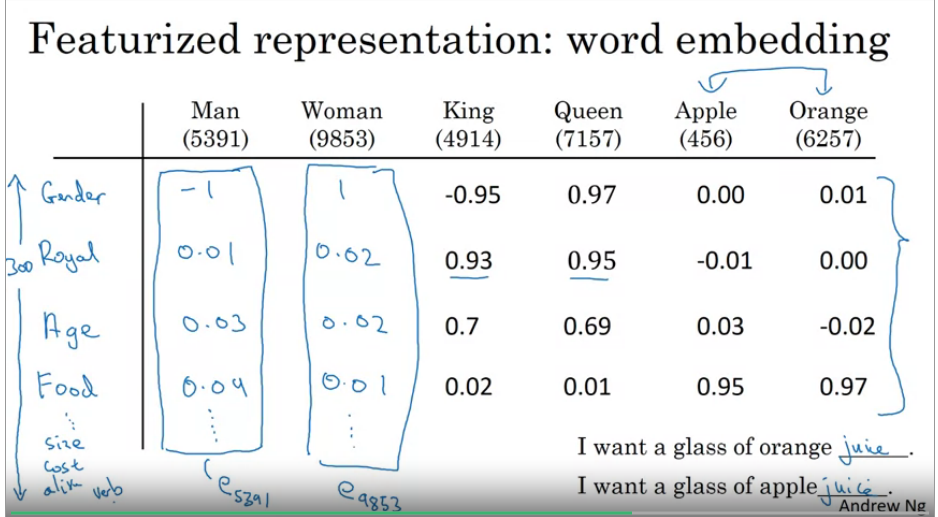 Featurized representation: word embedding
Man Woman King Queen Apple Orange
(5391) (9853) (4914) (7157) (456) (6257)
Gender -1 1 -0.95 0.97 0.00 0.01
300 Royal 0.01 0.02 0.93 0.95 -0.01 0.00
Age 0.03 0.02 0.7 0.69 0.03 -0.02
Food 0.04 0.01 0.02 0.01 0.95 0.97
size
cost
alive verb
e5391 e9853
I want a glass of orange juice.
I want a glass of apple juice.
Andrew Ng